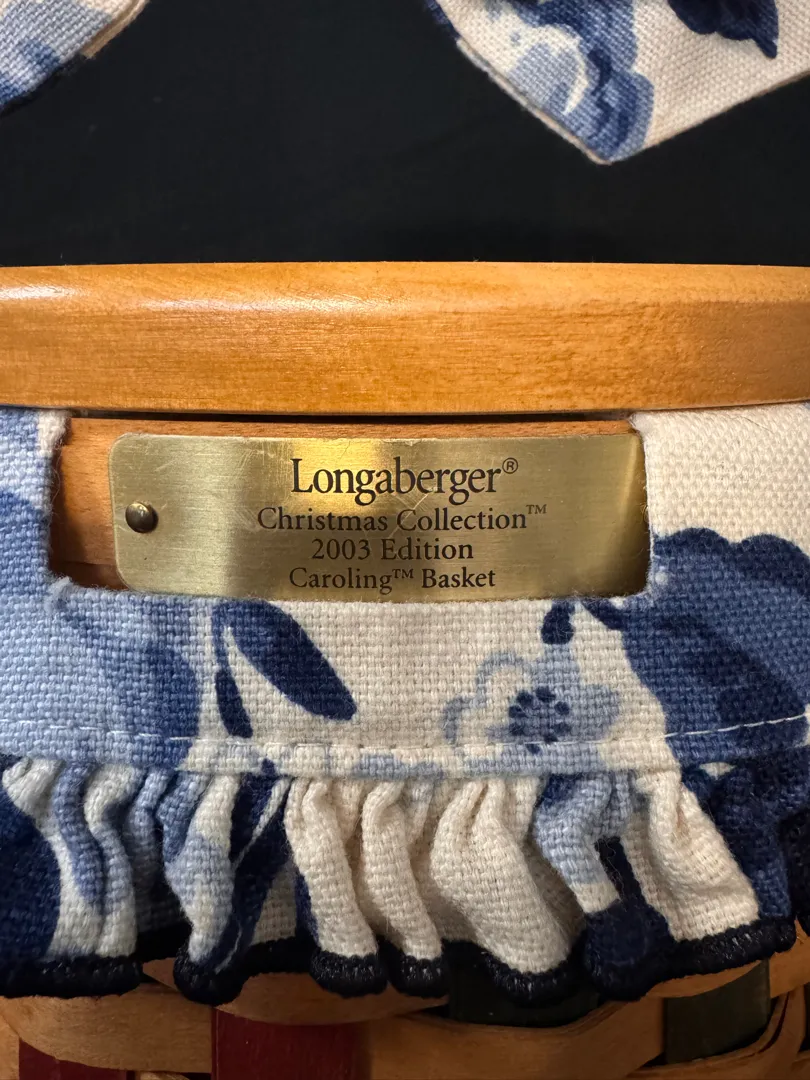 Longaberger®
Christmas Collection™
2003 Edition
Caroling™ Basket